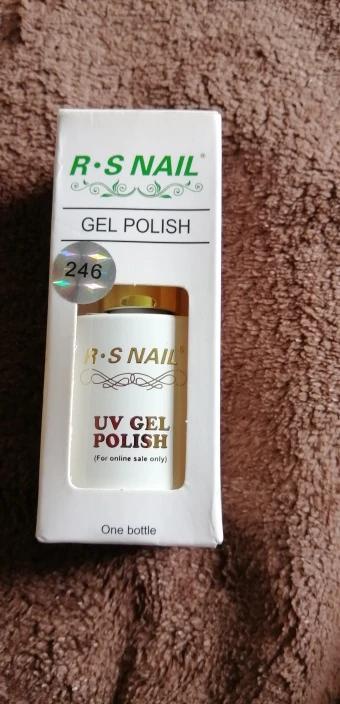 R·S NAIL®
GEL POLISH
246
R·S NAIL®
UV GEL
POLISH
(For online sale only)
One bottle